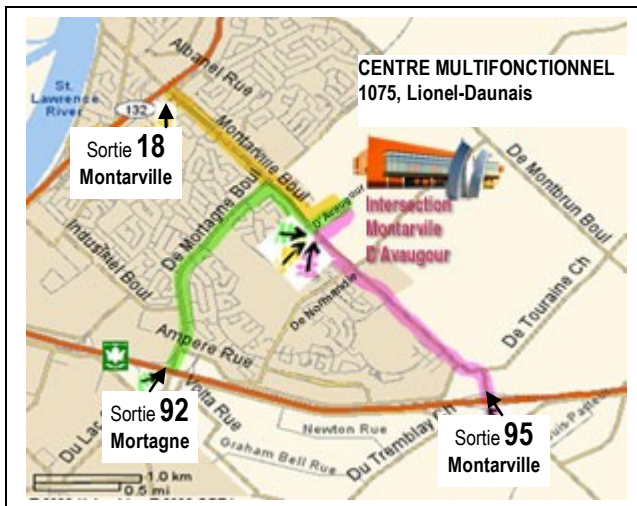 CENTRE MULTIFONCTIONNEL
1075, Lionel-Daunais
Albanel Rue
St.
Lawrence
River
132
Sortie 18
Montarville
Montarville Boul
De Mortagne Boul
D'Avaugour
Intersection
Montarvile
D'Avaugour
De Montbrun Boul
De Touraine Ch
De Normandie
Industriel Boul
Ampere Rue
Volta Rue
Sortie 92
Mortagne
Newton Rue
Graham Bell Rue
Du Tremblay Ch
Sortie 95
Montarville
1.0 km
0.5 mi